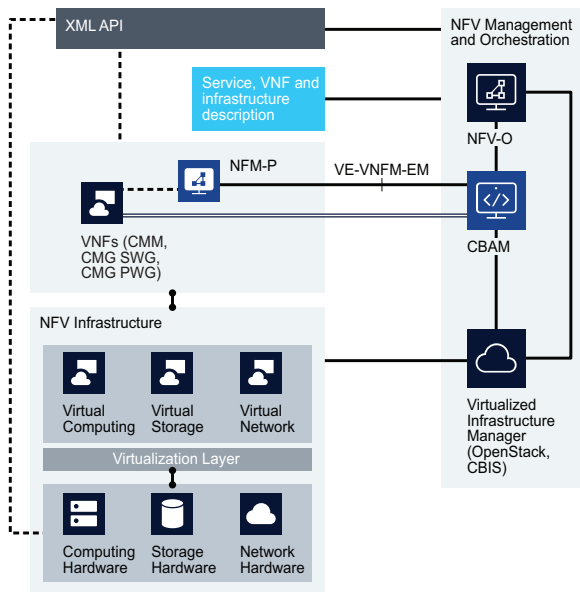 XML API
NFV Management
and Orchestration
Service, VNF and
infrastructure
description
NFV-O
NFM-P
VE-VNFM-EM
VNFs (CMM,
CMG SWG,
CMG PWG)
CBAM
NFV Infrastructure
Virtual
Computing
Virtual
Storage
Virtual
Network
Virtualized
Infrastructure
Manager
(OpenStack,
CBIS)
Virtualization Layer
Computing
Hardware
Storage
Hardware
Network
Hardware